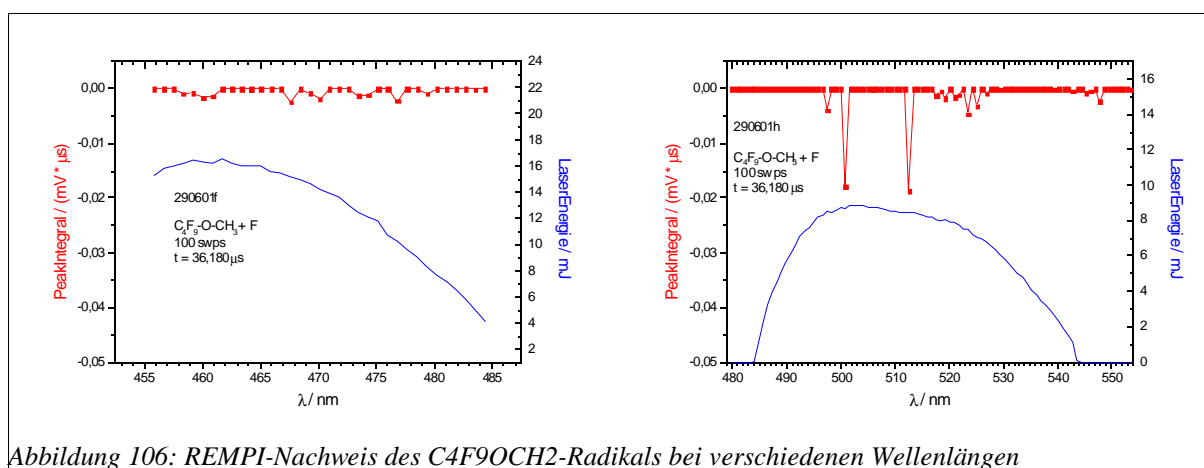 0,00
-0,01
-0,02
-0,03
-0,04
-0,05
PeakIntegral / (mV * µs)
455 460 465 470 475 480 485
λ / nm
22
20
18
16
14
12
10
8
6
4
2
LaserEnergie / mJ
290601f
C₄F₉-O-CH₃ + F
100 swps
t = 36,180 µs
0,00
-0,01
-0,02
-0,03
-0,04
-0,05
PeakIntegral / (mV * µs)
480 490 500 510 520 530 540 550
λ / nm
16
14
12
10
8
6
4
2
0
LaserEnergie / mJ
290601h
C₄F₉-O-CH₃ + F
100 swps
t = 36,180 µs
Abbildung 106: REMPI-Nachweis des C4F9OCH2-Radikals bei verschiedenen Wellenlängen